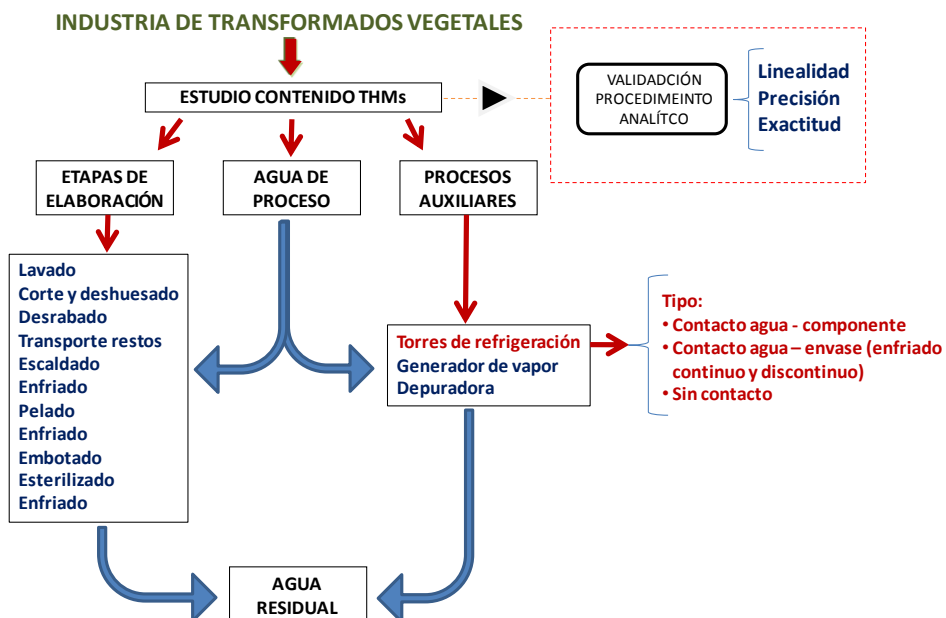 INDUSTRIA DE TRANSFORMADOS VEGETALES
ESTUDIO CONTENIDO THMs
VALIDADCIÓN
PROCEDIMEINTO
ANALÍTCO
Linealidad
Precisión
Exactitud
ETAPAS DE
ELABORACIÓN
AGUA DE
PROCESO
PROCESOS
AUXILIARES
Lavado
Corte y deshuesado
Desrabado
Transporte restos
Escaldado
Enfriado
Pelado
Enfriado
Embotado
Esterilizado
Enfriado
Torres de refrigeración
Generador de vapor
Depuradora
Tipo:
• Contacto agua - componente
• Contacto agua – envase (enfriado
continuo y discontinuo)
• Sin contacto
AGUA
RESIDUAL